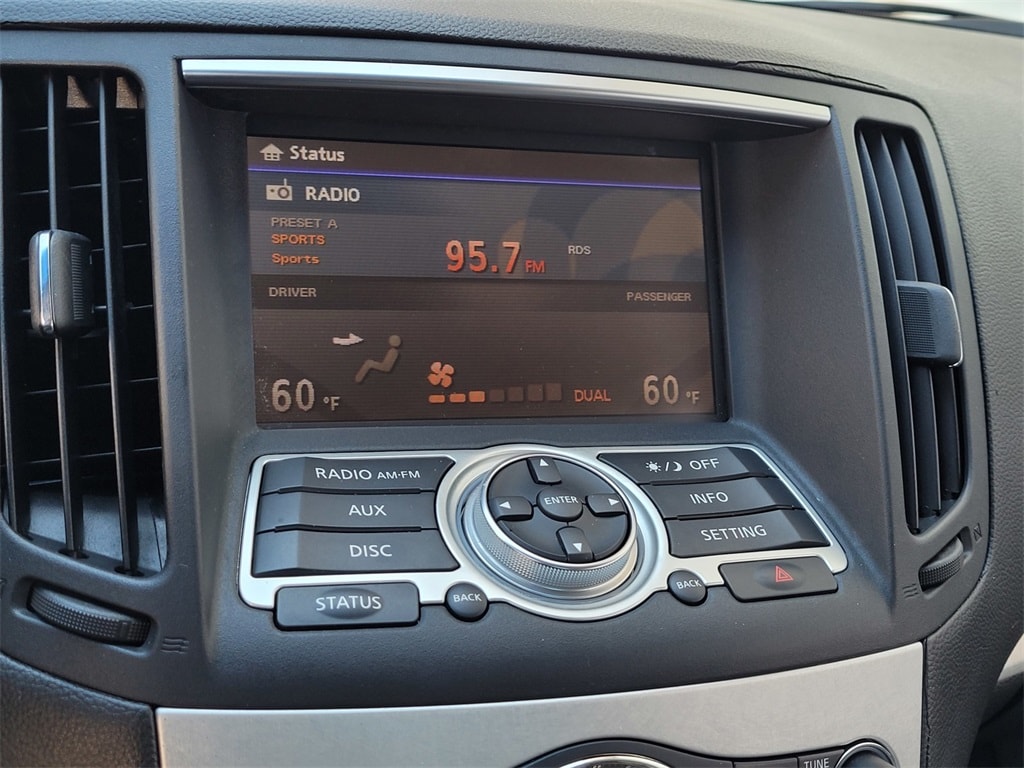 Status
RADIO
PRESET A
SPORTS
Sports
95.7 FM
RDS
DRIVER
PASSENGER
60 °F
DUAL
60 °F
RADIO AM·FM
AUX
DISC
STATUS
BACK
ENTER
OFF
INFO
SETTING
BACK
TUNE